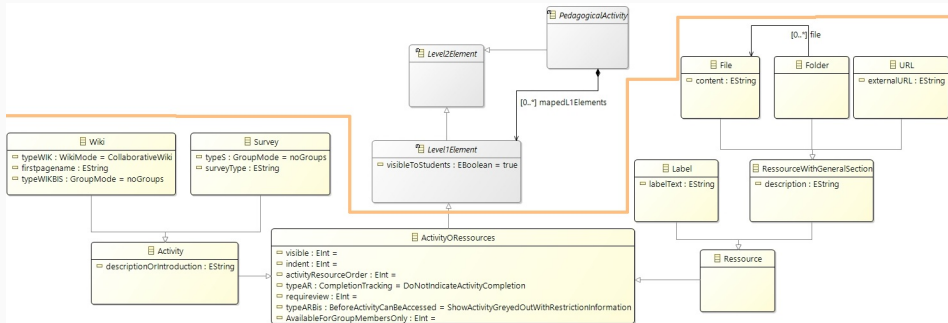 PedagogicalActivity
[0..*] file
Level2Element
File
content : EString
Folder
URL
externalURL : EString
[0..*] mapedL1Elements
Wiki
typeWIK : WikiMode = CollaborativeWiki
firstpagename : EString
typeWIKBIS : GroupMode = noGroups
Survey
typeS : GroupMode = noGroups
surveyType : EString
Level1Element
visibleToStudents : EBoolean = true
Label
labelText : EString
RessourceWithGeneralSection
description : EString
Activity
descriptionOrIntroduction : EString
ActivityORessources
visible : EInt =
indent : EInt =
activityResourceOrder : EInt =
typeAR : CompletionTracking = DoNotIndicateActivityCompletion
requireview : EInt =
typeARBis : BeforeActivityCanBeAccessed = ShowActivityGreyedOutWithRestrictionInformation
AvailableForGroupMembersOnly : EInt =
Ressource